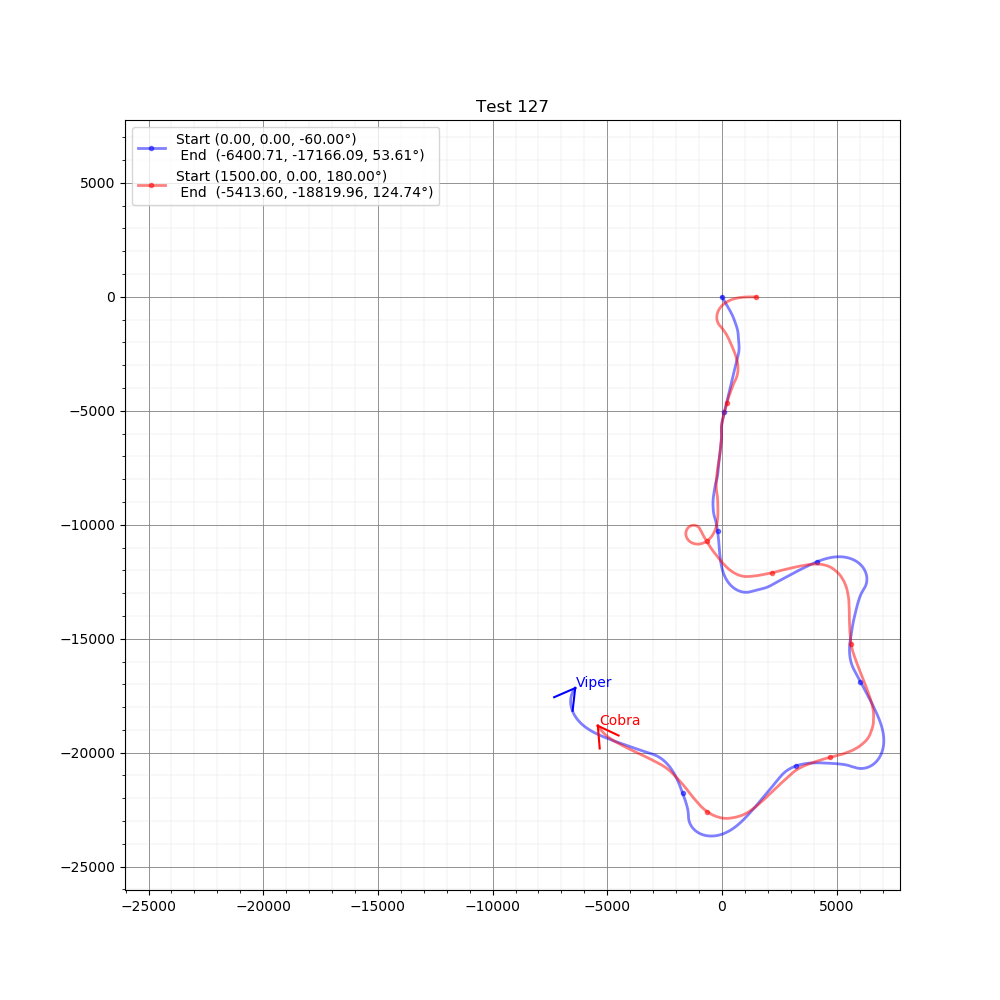 Test 127
Start (0.00, 0.00, -60.00°)
End (-6400.71, -17166.09, 53.61°)
Start (1500.00, 0.00, 180.00°)
End (-5413.60, -18819.96, 124.74°)
5000
0
−5000
−10000
−15000
−20000
−25000
Viper
Cobra
−25000 −20000 −15000 −10000 −5000 0 5000